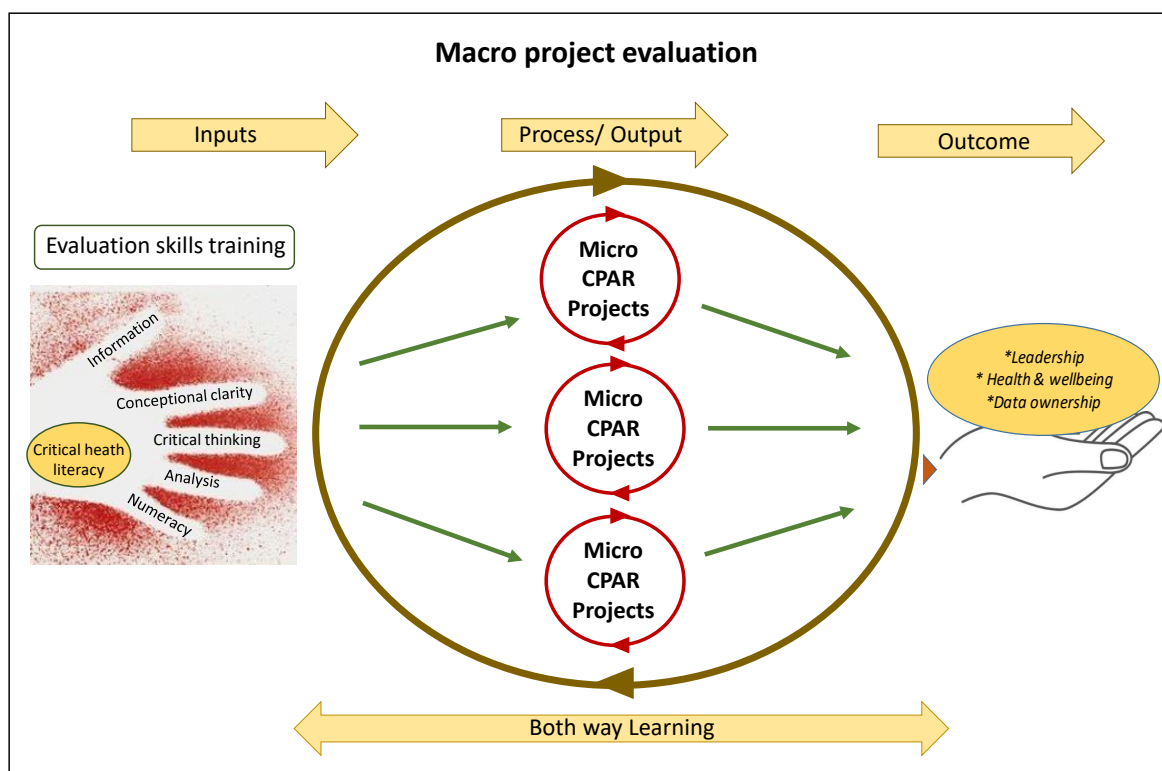 Macro project evaluation
Inputs
Process/ Output
Outcome
Evaluation skills training
Information
Conceptional clarity
Critical thinking
Analysis
Numeracy
Critical heath
literacy
Micro
CPAR
Projects
Micro
CPAR
Projects
Micro
CPAR
Projects
*Leadership
* Health & wellbeing
*Data ownership
Both way Learning